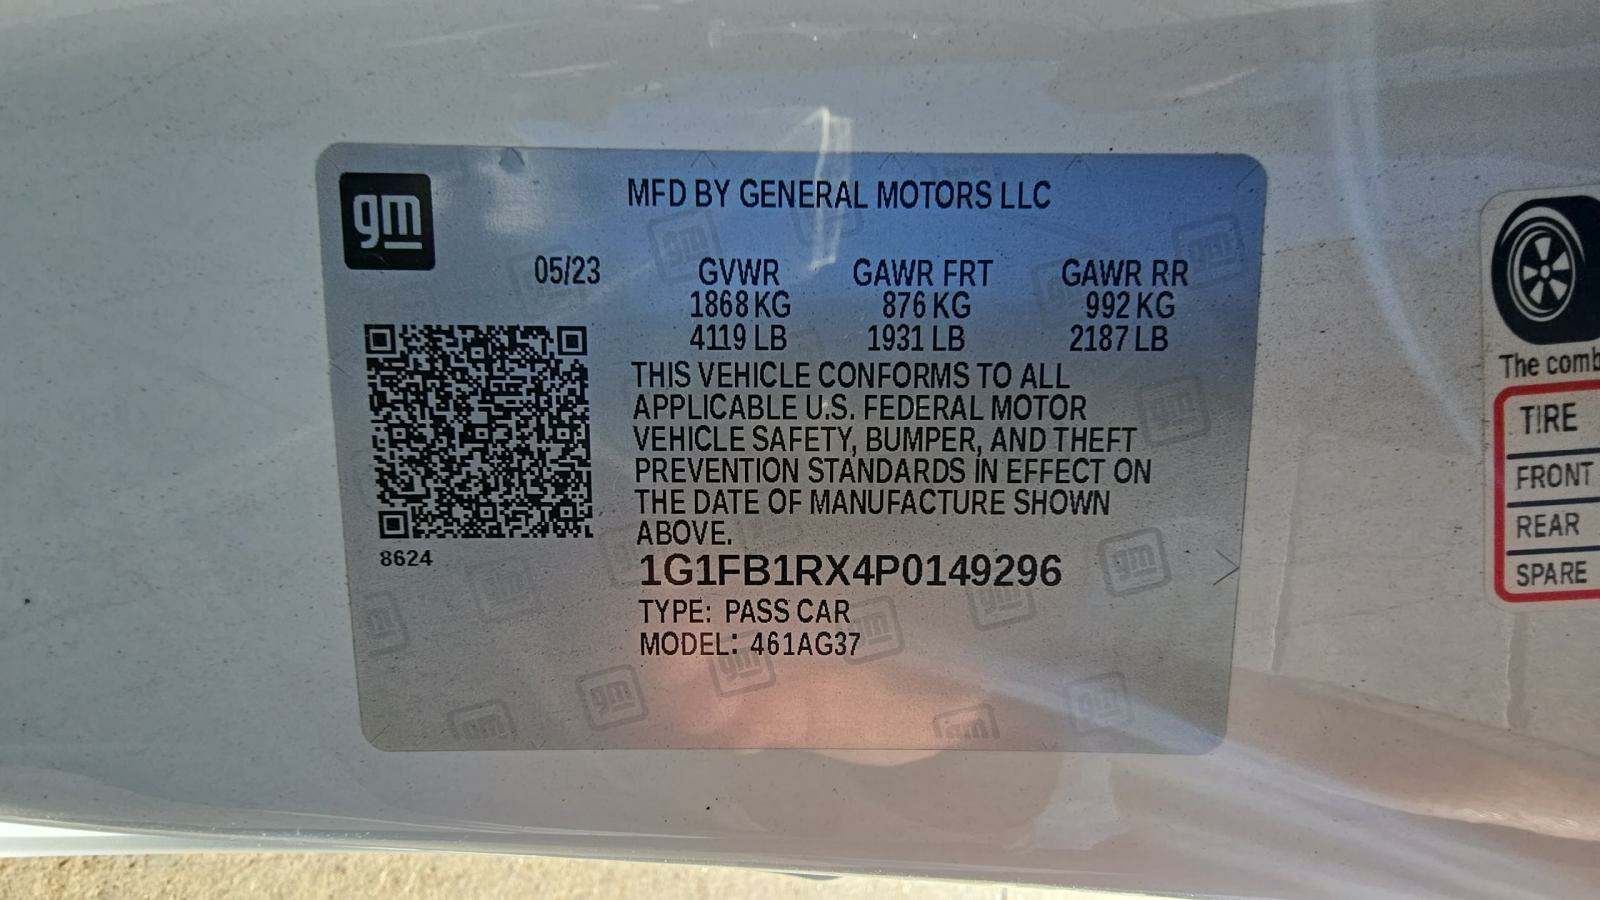 gm
MFD BY GENERAL MOTORS LLC
05/23 GVWR GAWR FRT GAWR RR
1868 KG 876 KG 992 KG
4119 LB 1931 LB 2187 LB
THIS VEHICLE CONFORMS TO ALL
APPLICABLE U.S. FEDERAL MOTOR
VEHICLE SAFETY, BUMPER, AND THEFT
PREVENTION STANDARDS IN EFFECT ON
THE DATE OF MANUFACTURE SHOWN
ABOVE.
8624
1G1FB1RX4P0149296
TYPE: PASS CAR
MODEL: 461AG37
The comb
TIRE
FRONT
REAR
SPARE